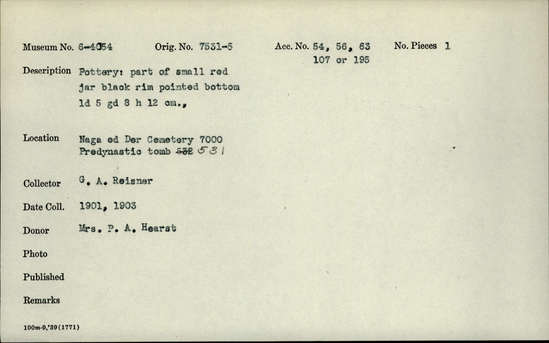 Museum No. 6-4054 Orig. No. 7531-5 Acc. No. 54, 56, 63 No. Pieces 1
107 or 195
Description Pottery: part of small red
jar black rim pointed bottom
ld 5 gd 8 h 12 cm.,
Location Naga ed Der Cemetery 7000
Predynastic tomb 532 531
Collector G. A. Reisner
Date Coll. 1901, 1903
Donor Mrs. P. A. Hearst
Photo
Published
Remarks
100m-9,'39(1771)